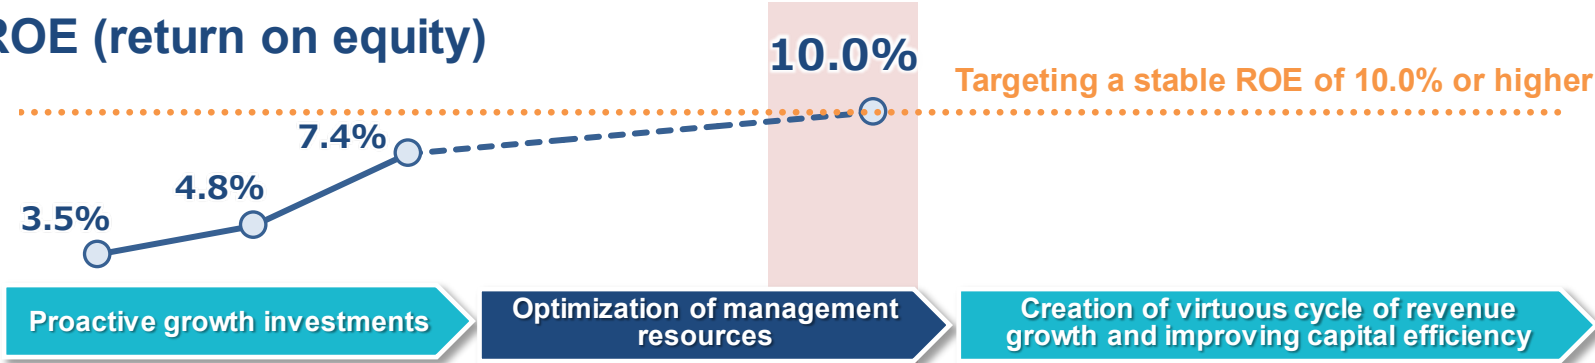 ROE (return on equity)
10.0%
Targeting a stable ROE of 10.0% or higher
7.4%
4.8%
3.5%
Proactive growth investments
Optimization of management
resources
Creation of virtuous cycle of revenue
growth and improving capital efficiency